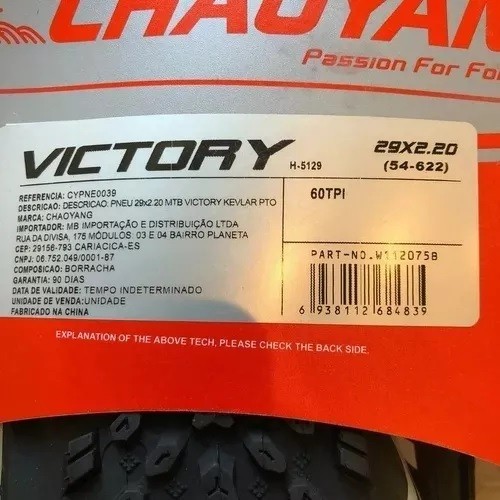 CHAOYANG
Passion For
VICTORY
H-5129
29X2.20
(54-622)
REFERENCIA: CYPNE0039
DESCRICAO: DESCRICAO: PNEU 29x2.20 MTB VICTORY KEVLAR PTO
MARCA: CHAOYANG
IMPORTADOR: MB IMPORTAÇÃO E DISTRIBUIÇÃO LTDA
RUA DA DIVISA, 175 MÓDULOS 03 E 04 BAIRRO PLANETA
CEP: 29156-793 CARIACICA-ES
CNPJ: 06.752.049/0001-87
COMPOSICAO: BORRACHA
GARANTIA: 90 DIAS
DATA DE VALIDADE: TEMPO INDETERMINADO
UNIDADE DE VENDA: UNIDADE
FABRICADO NA CHINA
60TPI
PART-NO.W112075B
6 938112 684839
EXPLANATION OF THE ABOVE TECH, PLEASE CHECK THE BACK SIDE.